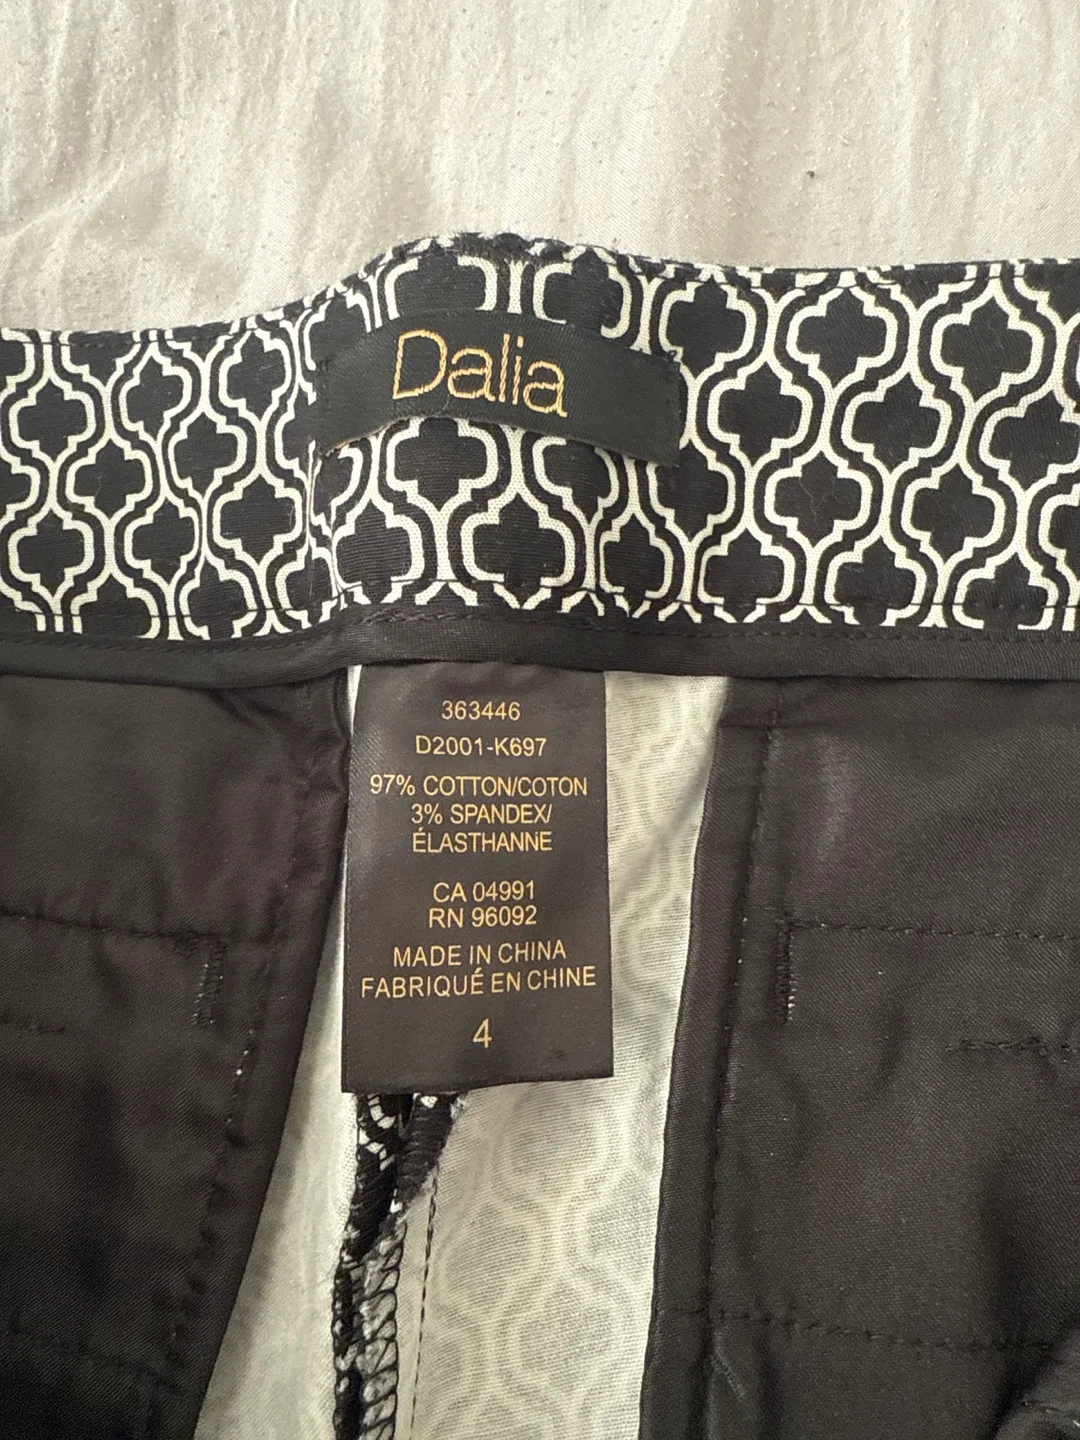 Dalia
363446
D2001-K697
97% COTTON/COTON
3% SPANDEX/
ÉLASTHANNE
CA 04991
RN 96092
MADE IN CHINA
FABRIQUÉ EN CHINE
4